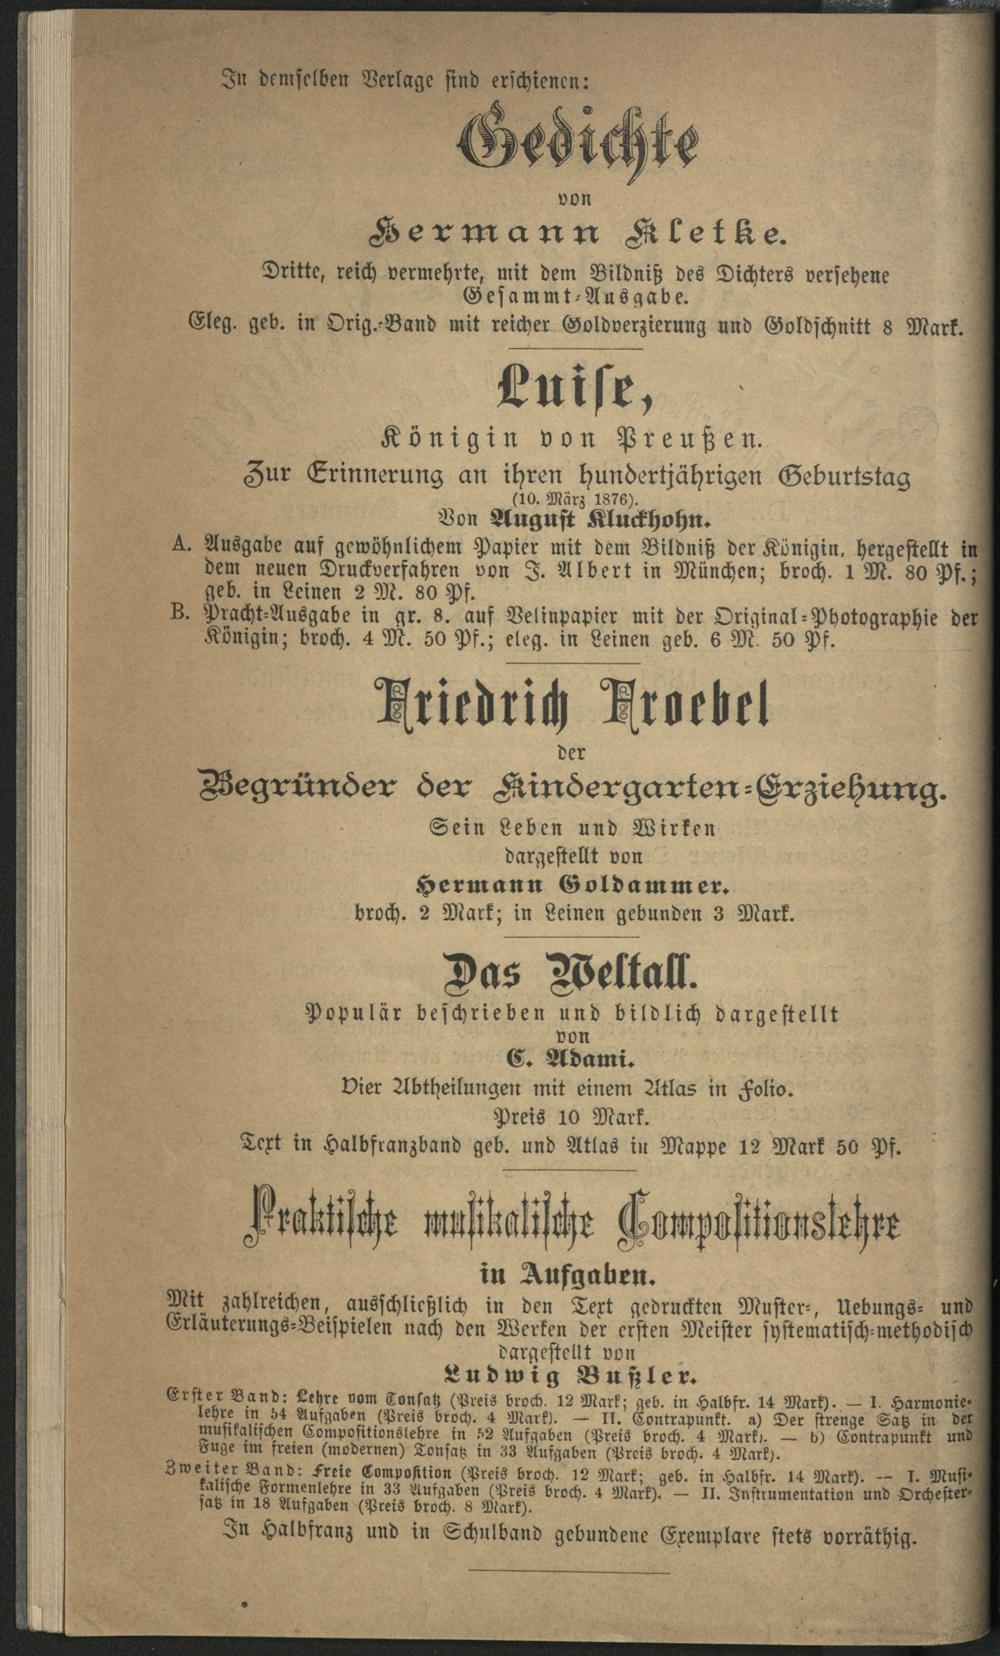 In demselben Verlage sind erschienen:
Gedichte
von
Hermann Kletke.
Dritte, reich vermehrte, mit dem Bildniß des Dichters versehene
Gesammt-Ausgabe.
Eleg. geb. in Orig.-Band mit reicher Goldverzierung und Goldschnitt 8 Mark.
Luise,
Königin von Preußen.
Zur Erinnerung an ihren hundertjährigen Geburtstag
(10. März 1876).
Von August Kluckhohn.
A. Ausgabe auf gewöhnlichem Papier mit dem Bildniß der Königin, hergestellt in
dem neuen Druckverfahren von J. Albert in München; broch. 1 M. 80 Pf.;
geb. in Leinen 2 M. 80 Pf.
B. Pracht-Ausgabe in gr. 8. auf Velinpapier mit der Original-Photographie der
Königin; broch. 4 M. 50 Pf.; eleg. in Leinen geb. 6 M. 50 Pf.
Friedrich Froebel
der
Begründer der Kindergarten-Erziehung.
Sein Leben und Wirken
dargestellt von
Hermann Goldammer.
broch. 2 Mark; in Leinen gebunden 3 Mark.
Das Weltall.
Populär beschrieben und bildlich dargestellt
von
C. Adami.
Vier Abtheilungen mit einem Atlas in Folio.
Preis 10 Mark.
Text in Halbfranzband geb. und Atlas in Mappe 12 Mark 50 Pf.
Praktische musikalische Compositionslehre
in Aufgaben.
Mit zahlreichen, ausschließlich in den Text gedruckten Muster-, Uebungs- und
Erläuterungs-Beispielen nach den Werken der ersten Meister systematisch-methodisch
dargestellt von
Ludwig Bußler.
Erster Band: Lehre vom Tonsatz (Preis broch. 12 Mark; geb. in Halbfr. 14 Mark). — I. Harmonie-
lehre in 54 Aufgaben (Preis broch. 4 Mark). — II. Contrapunkt. a) Der strenge Satz in der
musikalischen Compositionslehre in 52 Aufgaben (Preis broch. 4 Mark). — b) Contrapunkt und
Fuge im freien (modernen) Tonsatz in 33 Aufgaben (Preis broch. 4 Mark).
Zweiter Band: Freie Composition (Preis broch. 12 Mark; geb. in Halbfr. 14 Mark). — I. Musi-
kalische Formenlehre in 33 Aufgaben (Preis broch. 4 Mark). — II. Instrumentation und Orchester-
satz in 18 Aufgaben (Preis broch. 8 Mark).
In Halbfranz und in Schulband gebundene Exemplare stets vorräthig.